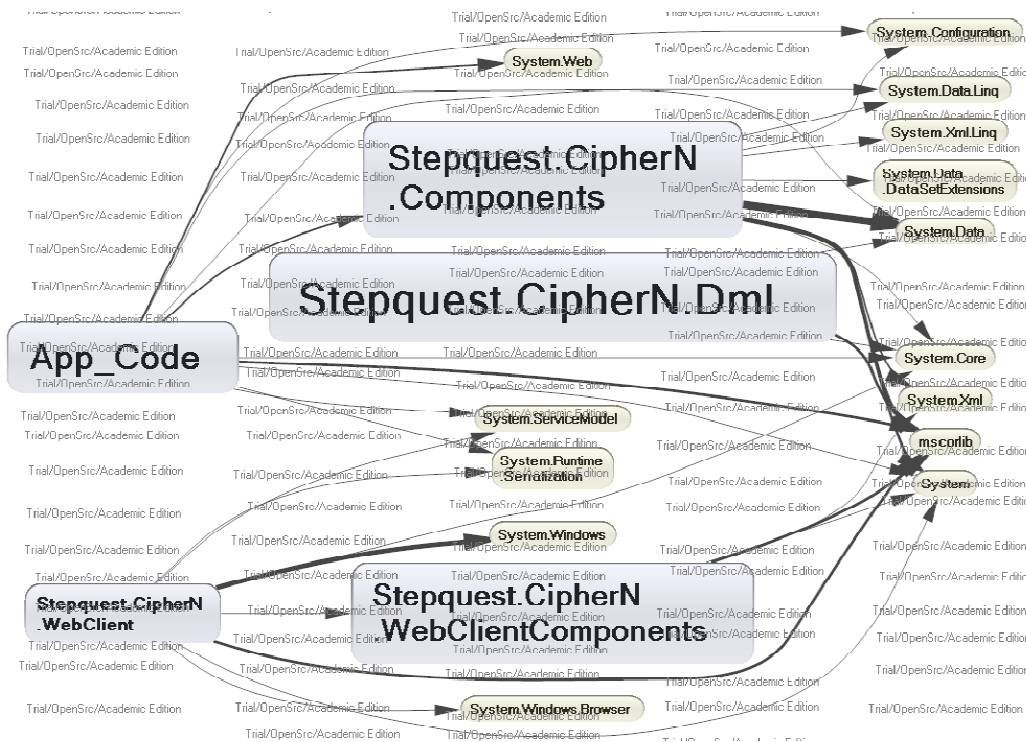 System.Configuration
System.Web
System.Data.Linq
System.Xml.Linq
Stepquest.CipherN
.Components
System.Data
.DataSetExtensions
System.Data
Stepquest.CipherN.Dml
App_Code
System.Core
System.Xml
System.ServiceModel
mscorlib
System.Runtime
.Serialization
System
System.Windows
Stepquest.CipherN
.WebClient
Stepquest.CipherN
.WebClientComponents
System.Windows.Browser
Trial/OpenSrc/Academic Edition